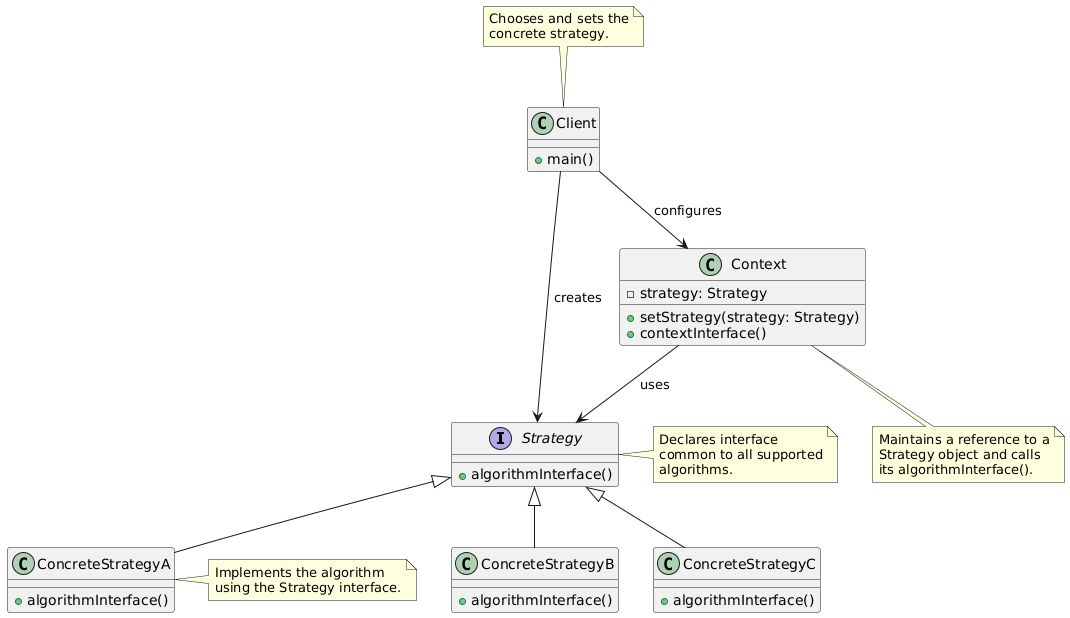 Chooses and sets the
concrete strategy.
C Client
main()
configures
creates
C Context
strategy: Strategy
setStrategy(strategy: Strategy)
contextInterface()
uses
I Strategy
algorithmInterface()
Declares interface
common to all supported
algorithms.
Maintains a reference to a
Strategy object and calls
its algorithmInterface().
C ConcreteStrategyA
algorithmInterface()
Implements the algorithm
using the Strategy interface.
C ConcreteStrategyB
algorithmInterface()
C ConcreteStrategyC
algorithmInterface()